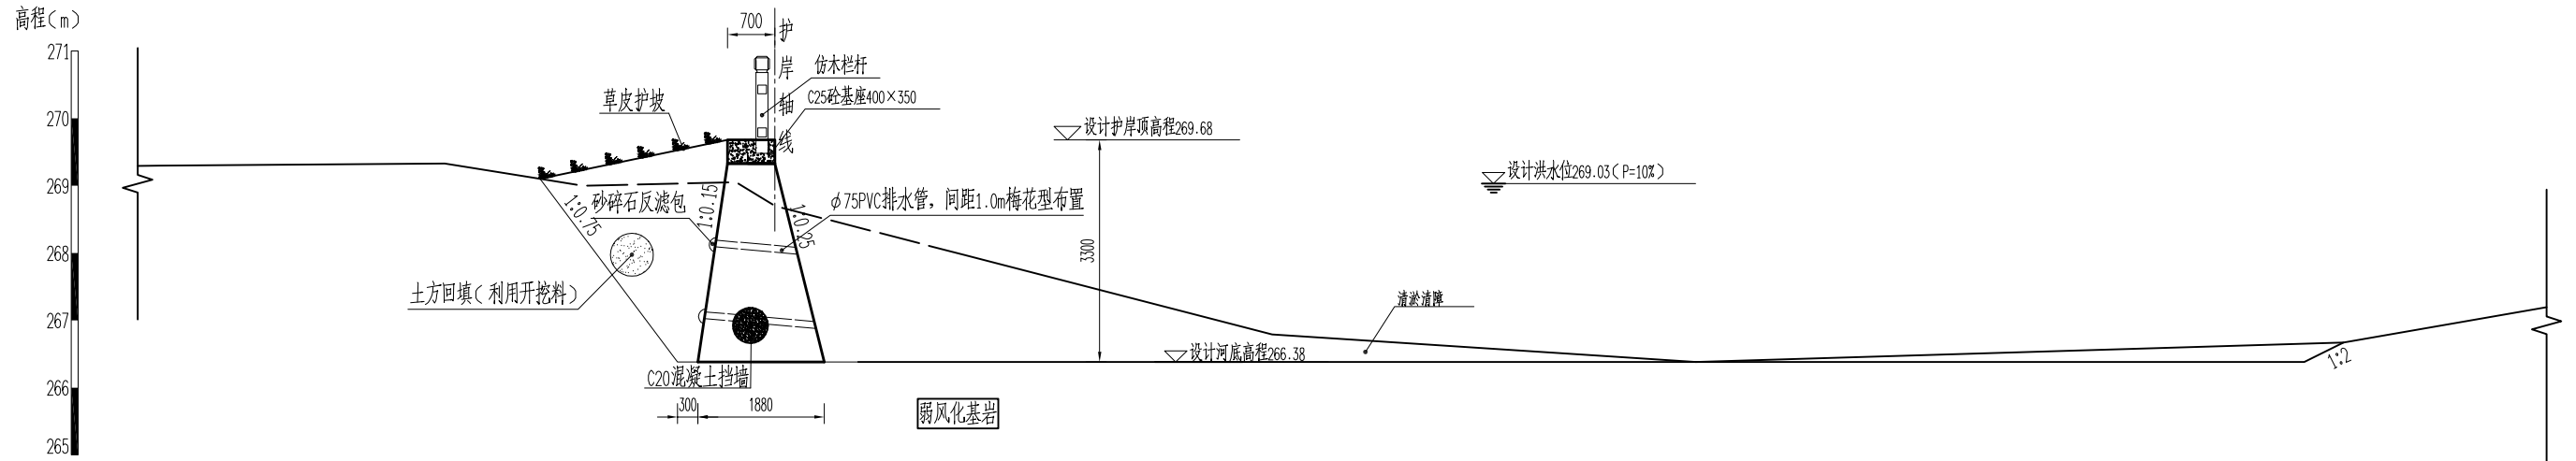 高程(m)
271
270
269
268
267
266
265
700
护岸轴线
仿木栏杆
C25砼基座400×350
草皮护坡
设计护岸顶高程269.68
设计洪水位269.03(P=10%)
1:0.75
砂碎石反滤包
1:0.15
1:0.25
φ75PVC排水管，间距1.0m梅花型布置
3300
土方回填(利用开挖料)
清淤清障
设计河底高程266.38
1:2
C20混凝土挡墙
300
1880
弱风化基岩